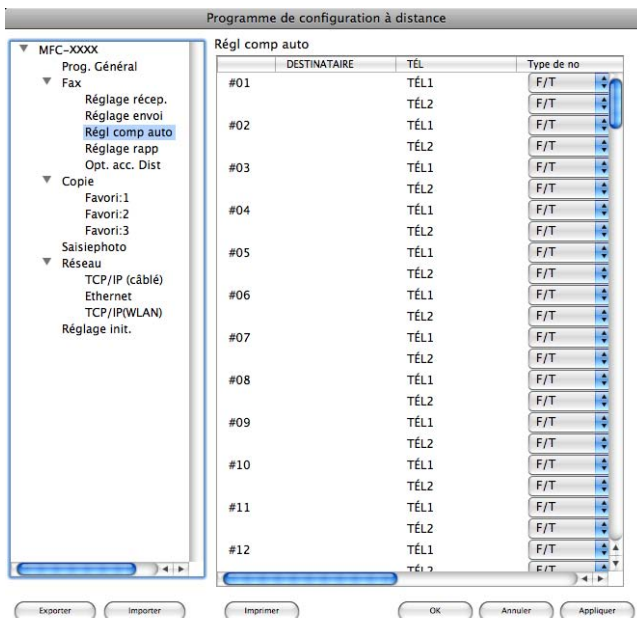 Programme de configuration à distance
MFC-XXXX
Prog. Général
Fax
Réglage récep.
Réglage envoi
Régl comp auto
Réglage rapp
Opt. acc. Dist
Copie
Favori:1
Favori:2
Favori:3
Saisiephoto
Réseau
TCP/IP (câblé)
Ethernet
TCP/IP(WLAN)
Réglage init.
Régl comp auto
DESTINATAIRE TÉL Type de no
#01 TÉL1 F/T
TÉL2 F/T
#02 TÉL1 F/T
TÉL2 F/T
#03 TÉL1 F/T
TÉL2 F/T
#04 TÉL1 F/T
TÉL2 F/T
#05 TÉL1 F/T
TÉL2 F/T
#06 TÉL1 F/T
TÉL2 F/T
#07 TÉL1 F/T
TÉL2 F/T
#08 TÉL1 F/T
TÉL2 F/T
#09 TÉL1 F/T
TÉL2 F/T
#10 TÉL1 F/T
TÉL2 F/T
#11 TÉL1 F/T
TÉL2 F/T
#12 TÉL1 F/T
TÉL2 F/T
Exporter Importer Imprimer OK Annuler Appliquer